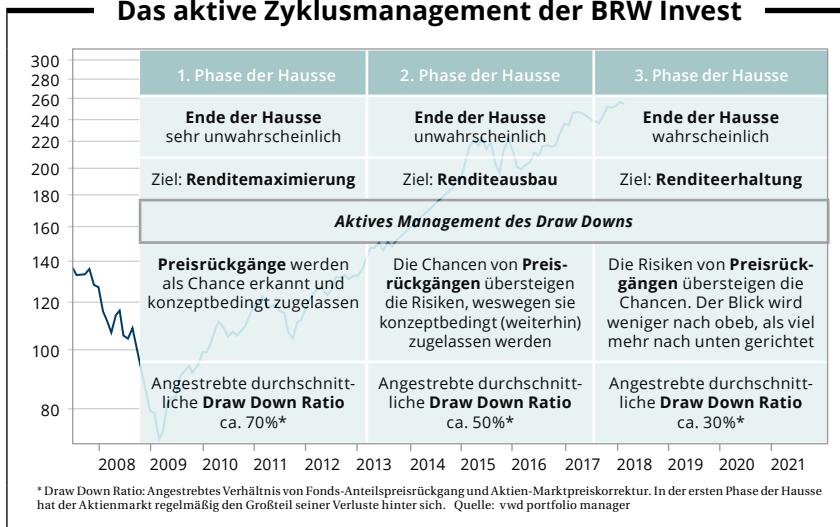 Das aktive Zyklusmanagement der BRW Invest
300
280
260
240
220
200
180
160
140
120
100
80
1. Phase der Hausse
2. Phase der Hausse
3. Phase der Hausse
Ende der Hausse
sehr unwahrscheinlich
Ende der Hausse
unwahrscheinlich
Ende der Hausse
wahrscheinlich
Ziel: Renditemaximierung
Ziel: Renditeausbau
Ziel: Renditeerhaltung
Aktives Management des Draw Downs
Preisrückgänge werden
als Chance erkannt und
konzeptbedingt zugelassen
Die Chancen von Preis-
rückgängen übersteigen
die Risiken, weswegen sie
konzeptbedingt (weiterhin)
zugelassen werden
Die Risiken von Preisrück-
gängen übersteigen die
Chancen. Der Blick wird
weniger nach obeb, als viel
mehr nach unten gerichtet
Angestrebte durchschnitt-
liche Draw Down Ratio
ca. 70%*
Angestrebte durchschnitt-
liche Draw Down Ratio
ca. 50%*
Angestrebte durchschnitt-
liche Draw Down Ratio
ca. 30%*
2008 2009 2010 2011 2012 2013 2014 2015 2016 2017 2018 2019 2020 2021
* Draw Down Ratio: Angestrebtes Verhältnis von Fonds-Anteilspreisrückgang und Aktien-Marktpreiskorrektur. In der ersten Phase der Hausse
hat der Aktienmarkt regelmäßig den Großteil seiner Verluste hinter sich. Quelle: vwd portfolio manager